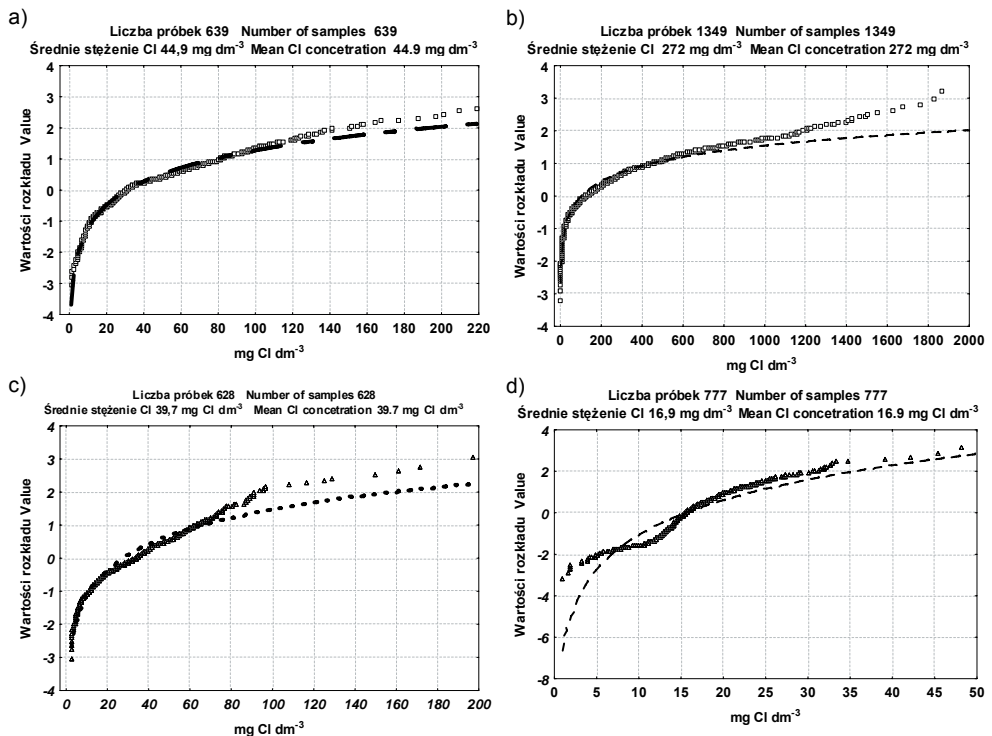 a)
Liczba próbek 639 Number of samples 639
Średnie stężenie Cl 44,9 mg dm-3 Mean Cl concetration 44.9 mg dm-3
Wartości rozkładu Value
4
3
2
1
0
-1
-2
-3
-4
0 20 40 60 80 100 120 140 160 180 200 220
mg Cl dm-3
b)
Liczba próbek 1349 Number of samples 1349
Średnie stężenie Cl 272 mg dm-3 Mean Cl concetration 272 mg dm-3
Wartości rozkładu Value
4
3
2
1
0
-1
-2
-3
-4
0 200 400 600 800 1000 1200 1400 1600 1800 2000
mg Cl dm-3
c)
Liczba próbek 628 Number of samples 628
Średnie stężenie Cl 39,7 mg Cl dm-3 Mean Cl concetration 39.7 mg Cl dm-3
Wartości rozkładu Value
4
3
2
1
0
-1
-2
-3
-4
0 20 40 60 80 100 120 140 160 180 200
mg Cl dm-3
d)
Liczba próbek 777 Number of samples 777
Średnie stężenie Cl 16,9 mg dm-3 Mean Cl concetration 16.9 mg Cl dm-3
Wartości rozkładu Value
4
2
0
-2
-4
-6
-8
0 5 10 15 20 25 30 35 40 45 50
mg Cl dm-3